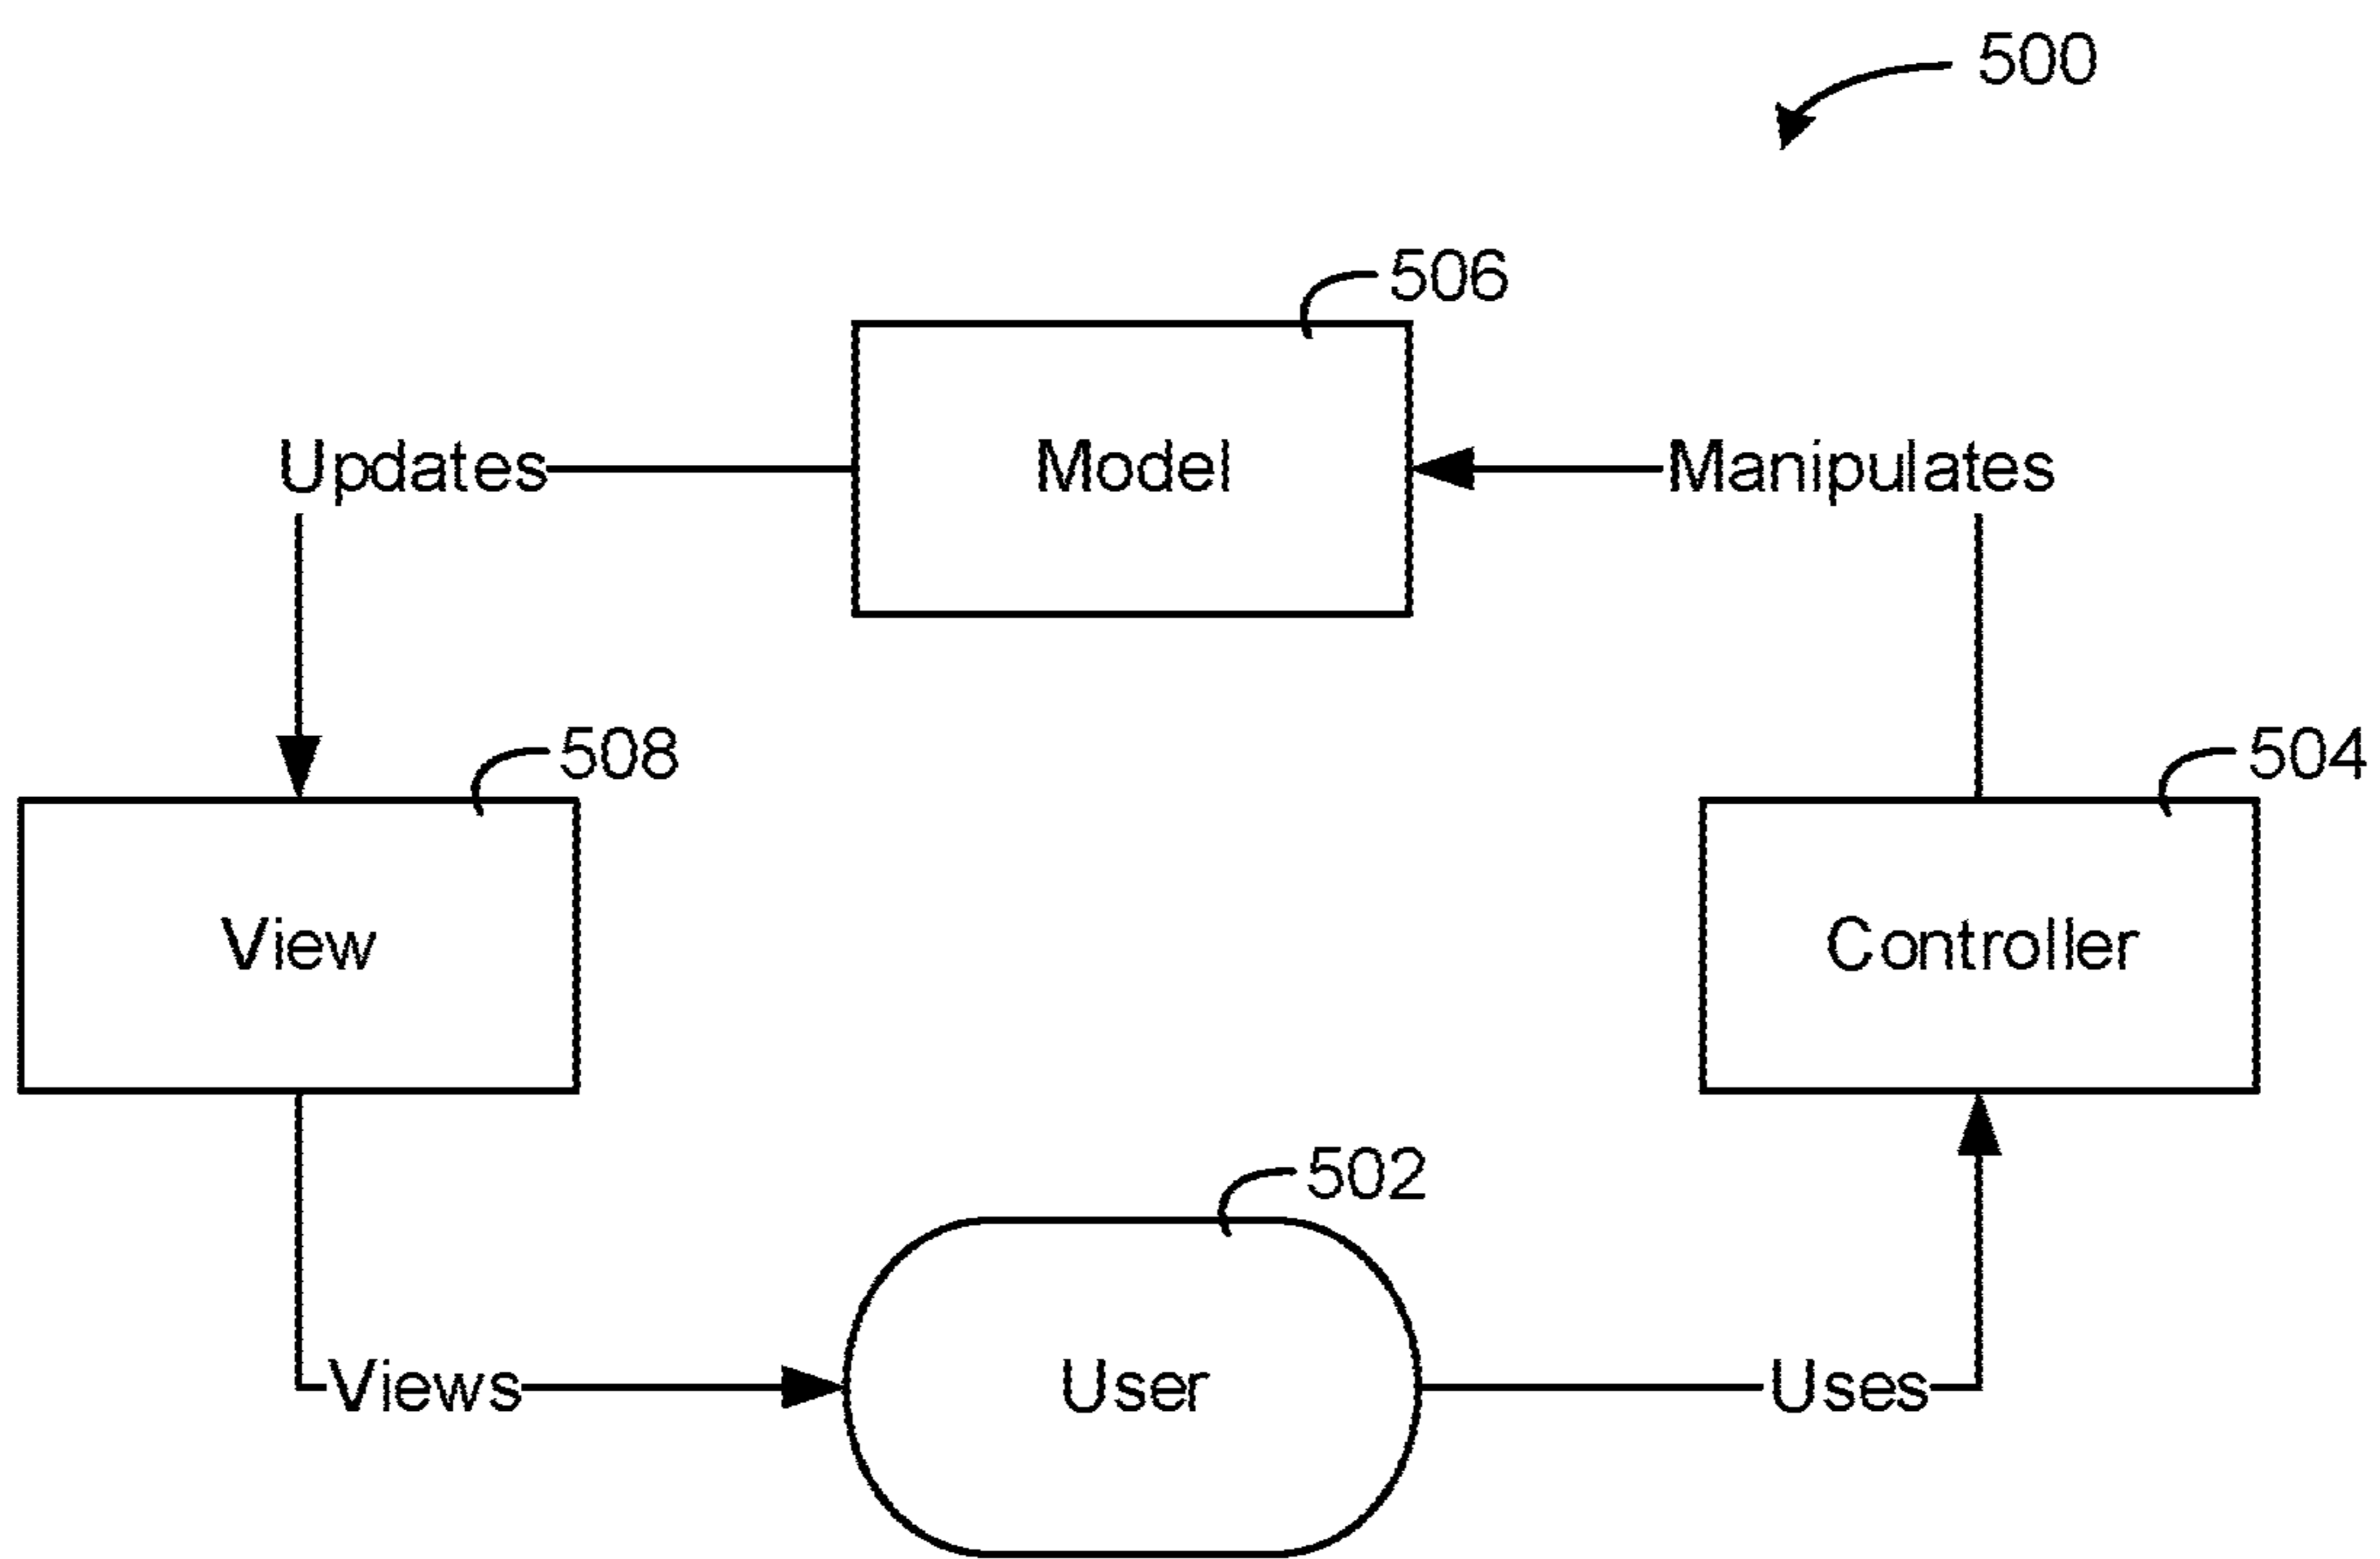 500
506
Updates
Model
Manipulates
508
504
View
Controller
502
Views
User
Uses